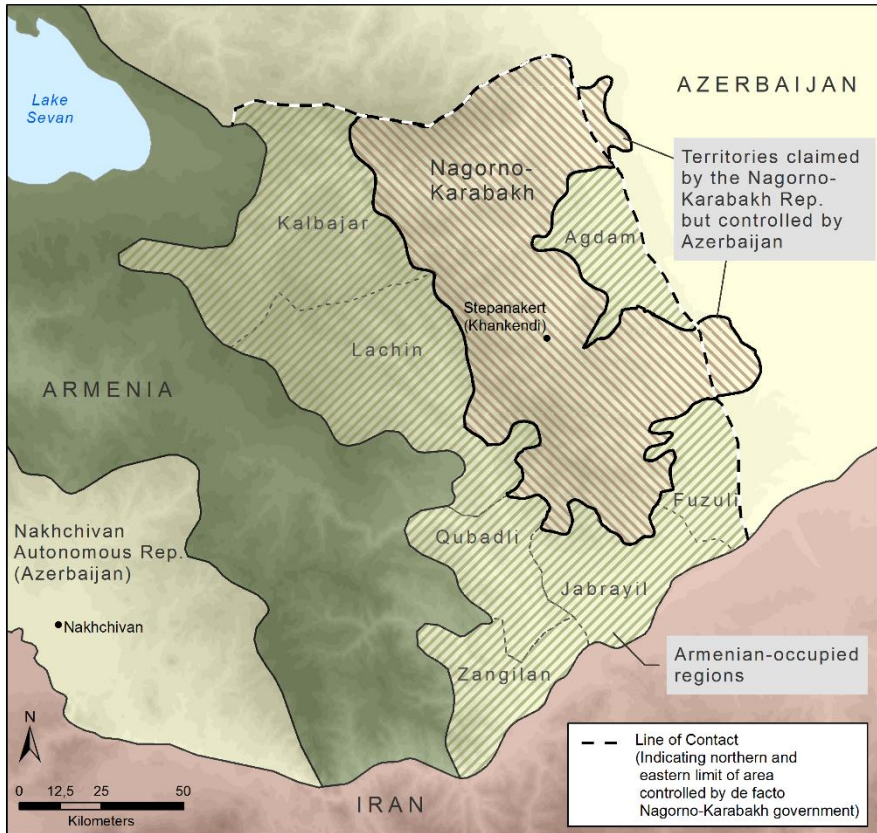 Lake
Sevan
AZERBAIJAN
Nagorno-
Karabakh
Territories claimed
by the Nagorno-
Karabakh Rep.
but controlled by
Azerbaijan
Kalbajar
Agdam
Stepanakert
(Khankendi)
Lachin
ARMENIA
Fuzuli
Nakhchivan
Autonomous Rep.
(Azerbaijan)
Qubadli
Jabrayil
Nakhchivan
Zangilan
Armenian-occupied
regions
N
0 12,5 25 50
Kilometers
IRAN
Line of Contact
(Indicating northern and
eastern limit of area
controlled by de facto
Nagorno-Karabakh government)